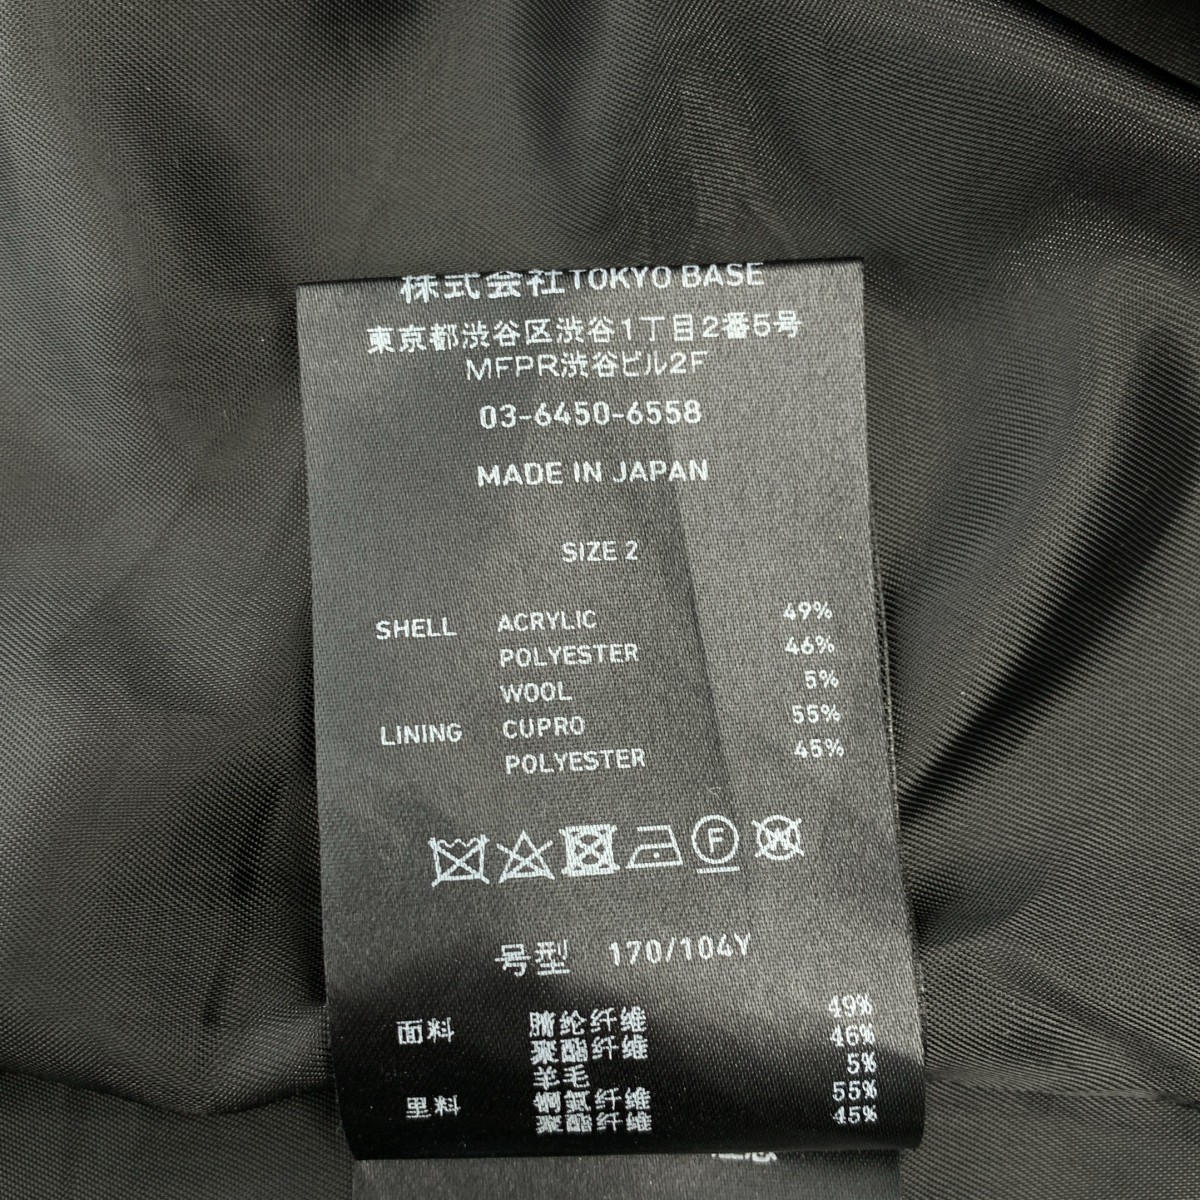 株式会社TOKYO BASE
東京都渋谷区渋谷1丁目2番5号
MFPR渋谷ビル2F
03-6450-6558
MADE IN JAPAN
SIZE 2
SHELL ACRYLIC 49%
POLYESTER 46%
WOOL 5%
LINING CUPRO 55%
POLYESTER 45%
F
W
号型 170/104Y
面料 腈纶纤维 49%
聚酯纤维 46%
羊毛 5%
里料 铜氨纤维 55%
聚酯纤维 45%